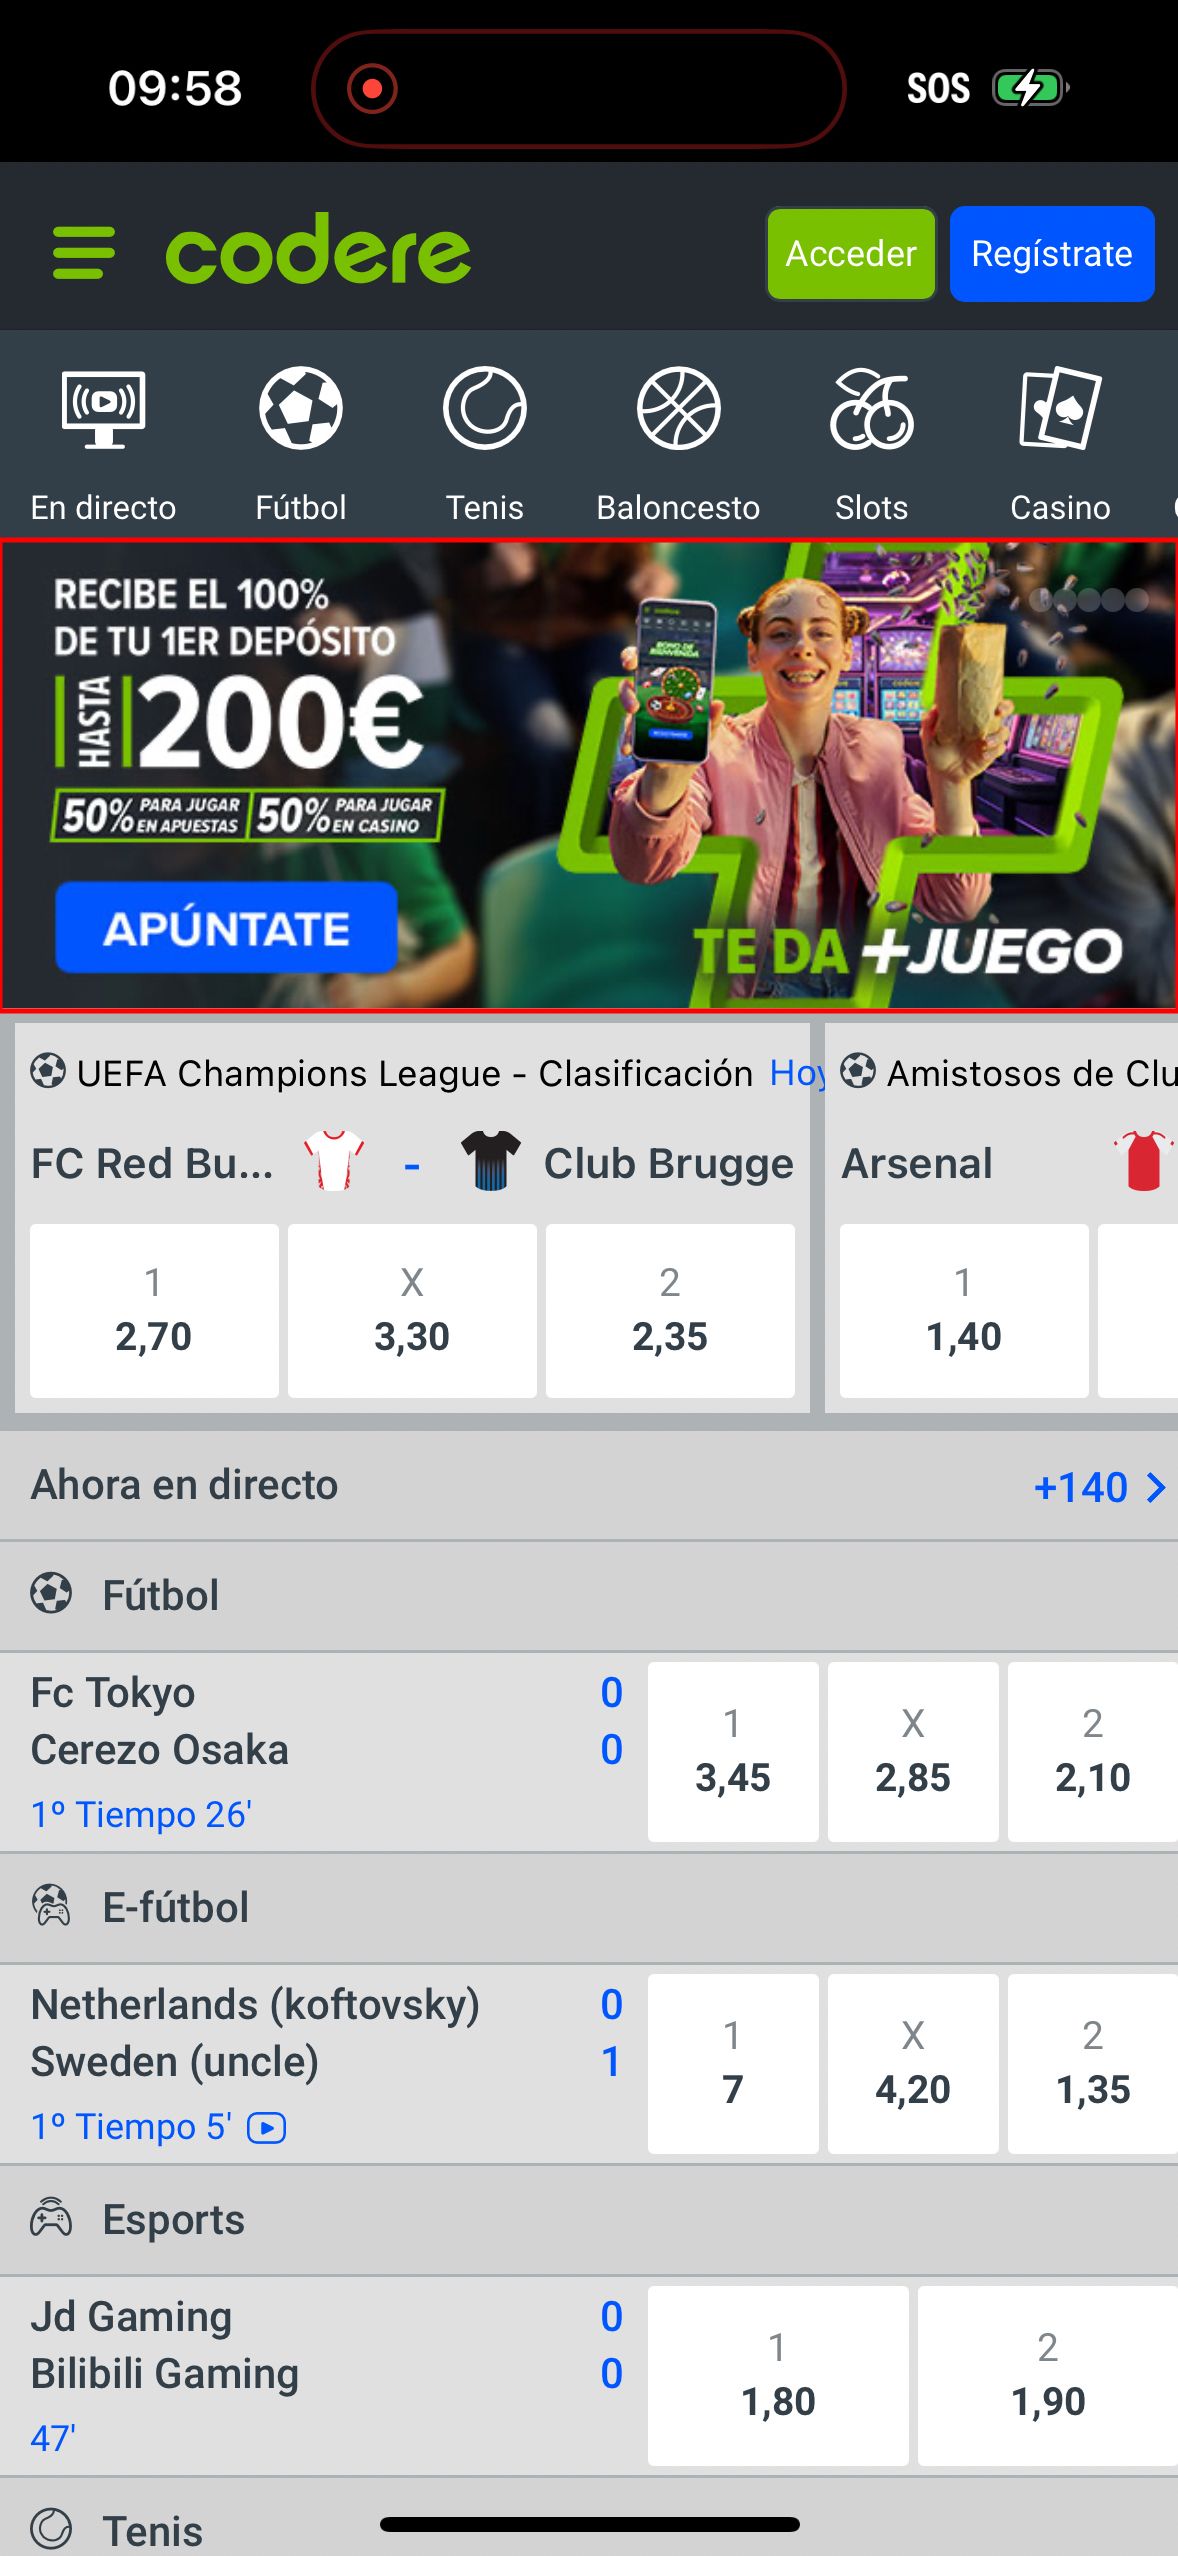 09:58
SOS
codere
Acceder
Regístrate
En directo
Fútbol
Tenis
Baloncesto
Slots
Casino
RECIBE EL 100%
DE TU 1ER DEPÓSITO
HASTA
200€
50% PARA JUGAR EN APUESTAS
50% PARA JUGAR EN CASINO
APÚNTATE
TE DA +JUEGO
UEFA Champions League - Clasificación Hoy
Amistosos de Clu
FC Red Bu... - Club Brugge
Arsenal
1 X 2
2,70 3,30 2,35
1
1,40
Ahora en directo
+140
Fútbol
Fc Tokyo 0
Cerezo Osaka 0
1º Tiempo 26'
1 X 2
3,45 2,85 2,10
E-fútbol
Netherlands (koftovsky) 0
Sweden (uncle) 1
1º Tiempo 5'
1 X 2
7 4,20 1,35
Esports
Jd Gaming 0
Bilibili Gaming 0
47'
1 2
1,80 1,90
Tenis